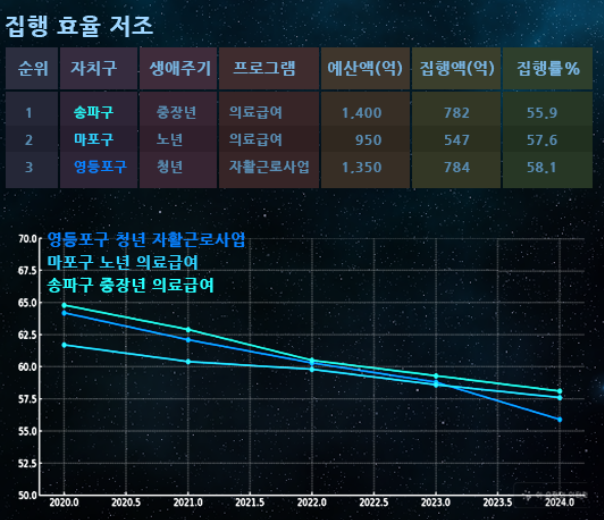 집행 효율 저조
순위 자치구 생애주기 프로그램 예산액(억) 집행액(억) 집행률%
1 송파구 중장년 의료급여 1,400 782 55.9
2 마포구 노년 의료급여 950 547 57.6
3 영등포구 청년 자활근로사업 1,350 784 58.1
영등포구 청년 자활근로사업
마포구 노년 의료급여
송파구 중장년 의료급여
70.0
67.5
65.0
62.5
60.0
57.5
55.0
52.5
50.0
2020.0 2020.5 2021.0 2021.5 2022.0 2022.5 2023.0 2023.5 2024.0